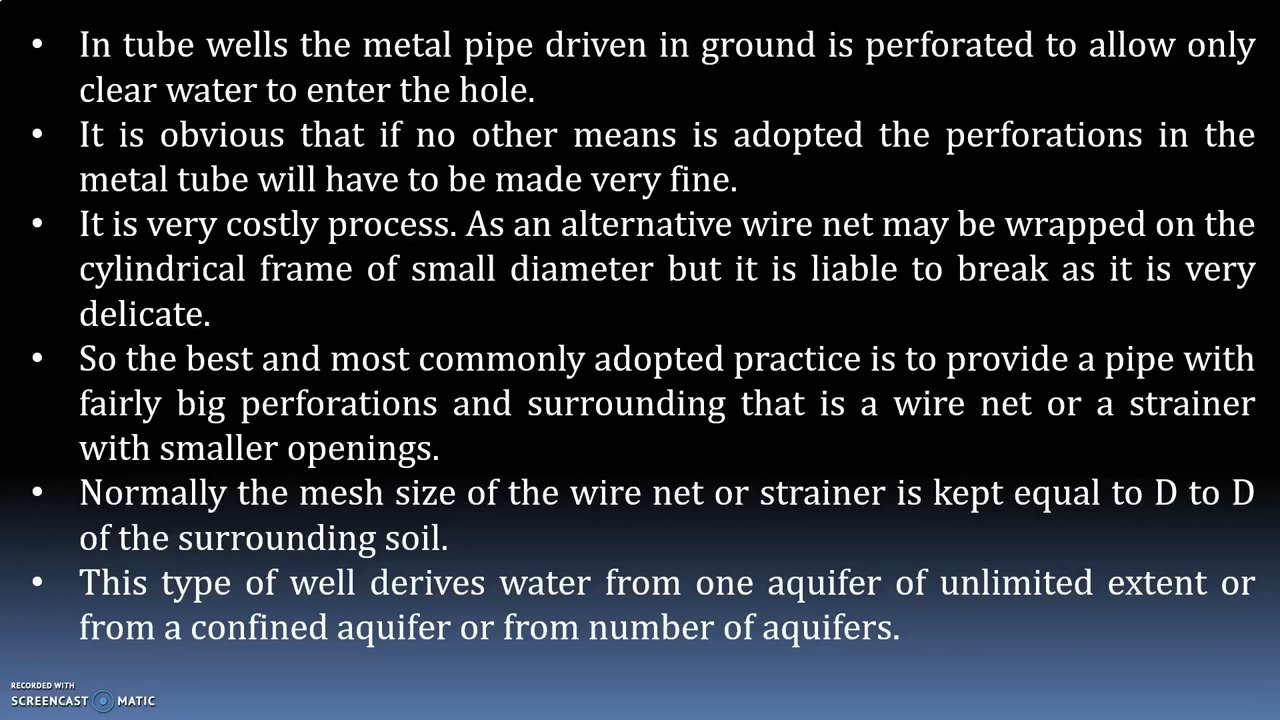 • In tube wells the metal pipe driven in ground is perforated to allow only
clear water to enter the hole.
• It is obvious that if no other means is adopted the perforations in the
metal tube will have to be made very fine.
• It is very costly process. As an alternative wire net may be wrapped on the
cylindrical frame of small diameter but it is liable to break as it is very
delicate.
• So the best and most commonly adopted practice is to provide a pipe with
fairly big perforations and surrounding that is a wire net or a strainer
with smaller openings.
• Normally the mesh size of the wire net or strainer is kept equal to D to D
of the surrounding soil.
• This type of well derives water from one aquifer of unlimited extent or
from a confined aquifer or from number of aquifers.
RECORDED WITH
SCREENCAST MATIC